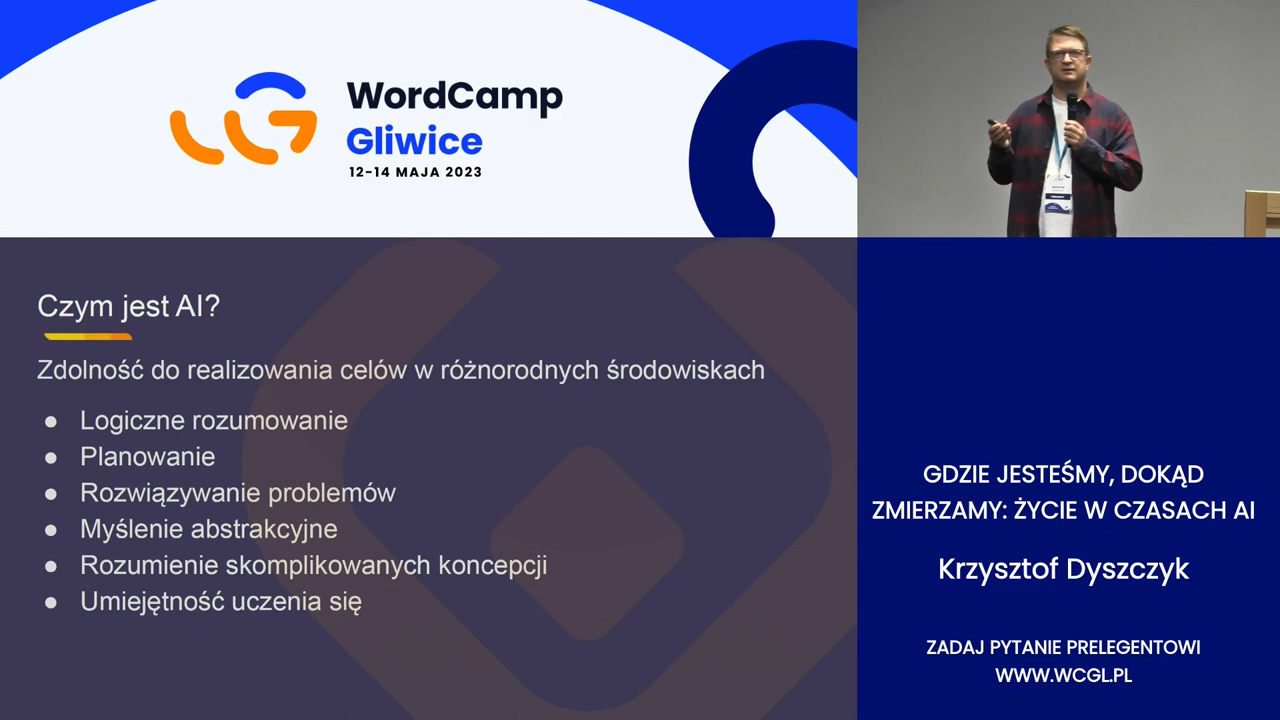 WordCamp
Gliwice
12-14 MAJA 2023
Czym jest AI?
Zdolność do realizowania celów w różnorodnych środowiskach
● Logiczne rozumowanie
● Planowanie
● Rozwiązywanie problemów
● Myślenie abstrakcyjne
● Rozumienie skomplikowanych koncepcji
● Umiejętność uczenia się
GDZIE JESTEŚMY, DOKĄD
ZMIERZAMY: ŻYCIE W CZASACH AI
Krzysztof Dyszczyk
ZADAJ PYTANIE PRELEGENTOWI
WWW.WCGL.PL